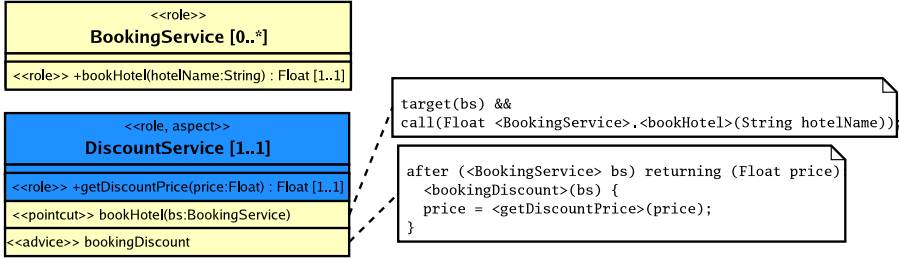 <<role>>
BookingService [0..*]
<<role>> +bookHotel(hotelName:String) : Float [1..1]
<<role, aspect>>
DiscountService [1..1]
<<role>> +getDiscountPrice(price:Float) : Float [1..1]
<<pointcut>> bookHotel(bs:BookingService)
<<advice>> bookingDiscount
target(bs) &&
call(Float <BookingService>.<bookHotel>(String hotelName));
after (<BookingService> bs) returning (Float price)
<bookingDiscount>(bs) {
price = <getDiscountPrice>(price);
}